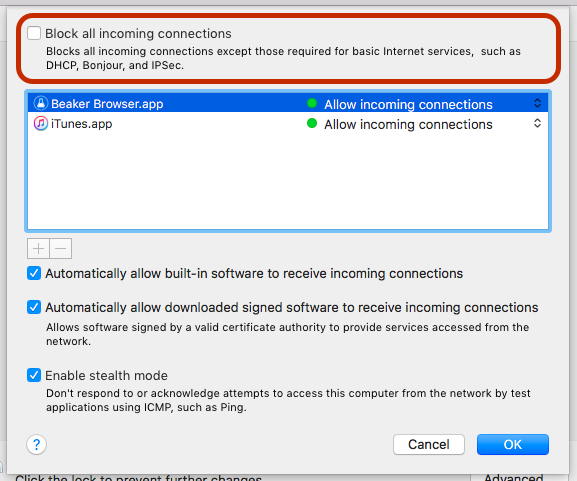 Block all incoming connections
Blocks all incoming connections except those required for basic Internet services, such as
DHCP, Bonjour, and IPSec.
Beaker Browser.app Allow incoming connections
iTunes.app Allow incoming connections
+ −
Automatically allow built-in software to receive incoming connections
Automatically allow downloaded signed software to receive incoming connections
Allows software signed by a valid certificate authority to provide services accessed from the
network.
Enable stealth mode
Don't respond to or acknowledge attempts to access this computer from the network by test
applications using ICMP, such as Ping.
? Cancel OK
Click the lock to prevent further changes. Advanced